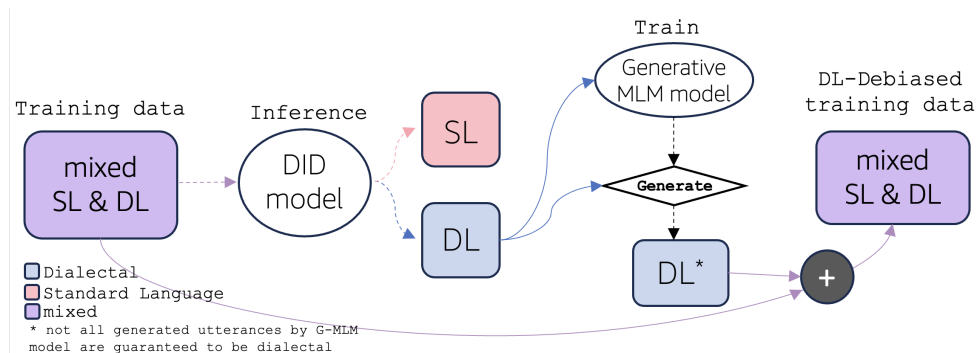 Train
Generative
MLM model
DL-Debiased
training data
Training data
Inference
mixed
SL & DL
DID
model
SL
DL
Generate
DL*
mixed
SL & DL
+
Dialectal
Standard Language
mixed
* not all generated utterances by G-MLM
model are guaranteed to be dialectal